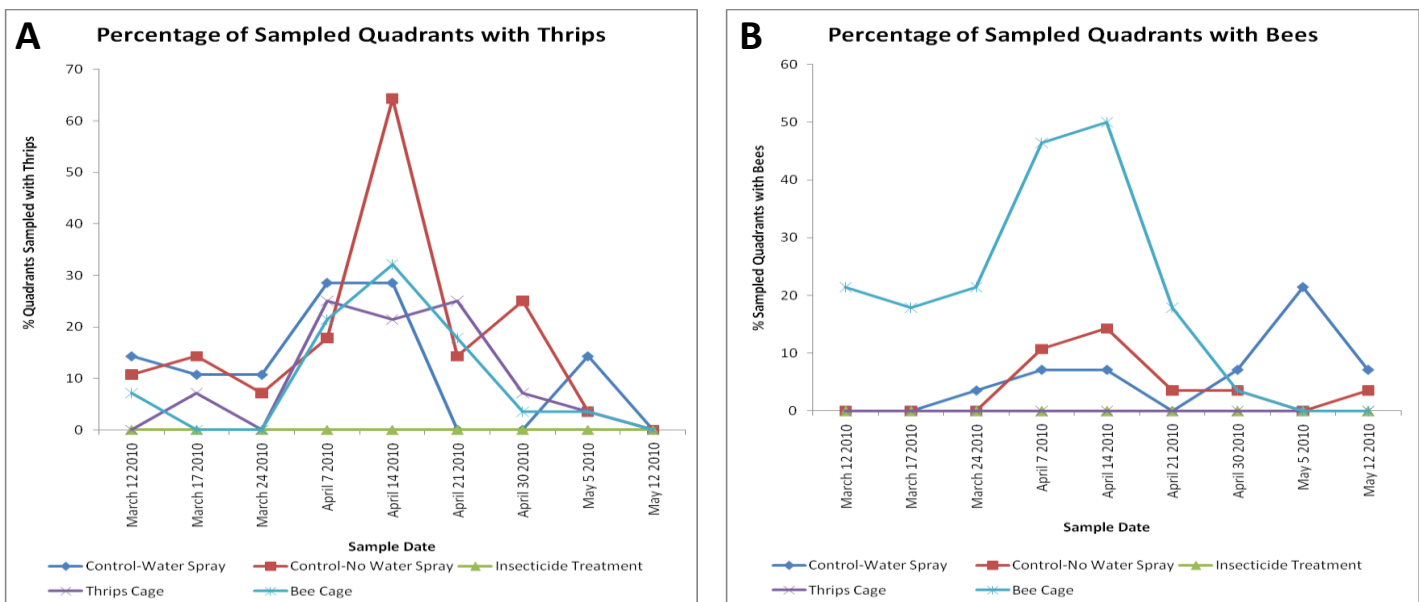 A
Percentage of Sampled Quadrants with Thrips
70
60
50
40
30
20
10
0
% Quadrants Sampled with Thrips
March 12 2010
March 17 2010
March 24 2010
April 7 2010
April 14 2010
April 21 2010
April 30 2010
May 5 2010
May 12 2010
Sample Date
Control-Water Spray Control-No Water Spray Insecticide Treatment
Thrips Cage Bee Cage
B
Percentage of Sampled Quadrants with Bees
60
50
40
30
20
10
0
% Sampled Quadrants with Bees
March 12 2010
March 17 2010
March 24 2010
April 7 2010
April 14 2010
April 21 2010
April 30 2010
May 5 2010
May 12 2010
Sample Date
Control-Water Spray Control-No Water Spray Insecticide Treatment
Thrips Cage Bee Cage